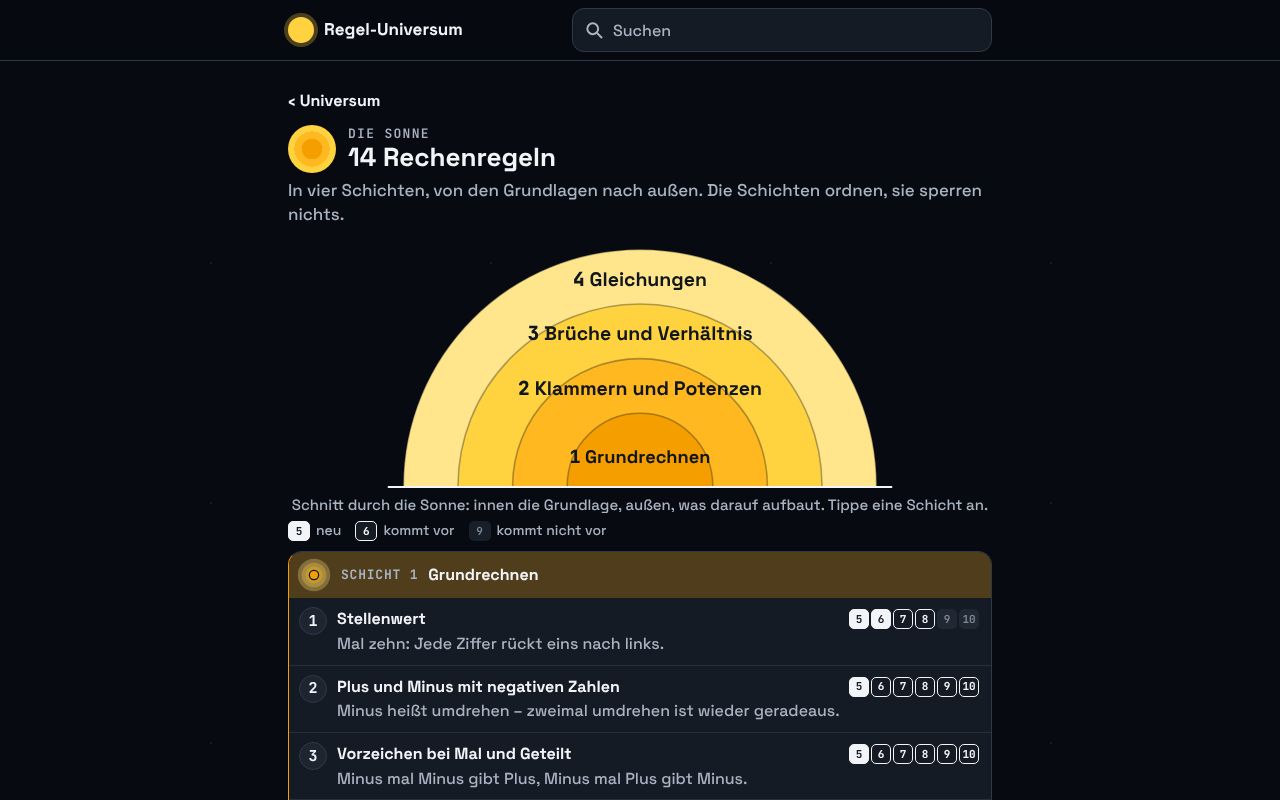 Regel-Universum
Suchen
< Universum
DIE SONNE
14 Rechenregeln
In vier Schichten, von den Grundlagen nach außen. Die Schichten ordnen, sie sperren
nichts.
4 Gleichungen
3 Brüche und Verhältnis
2 Klammern und Potenzen
1 Grundrechnen
Schnitt durch die Sonne: innen die Grundlage, außen, was darauf aufbaut. Tippe eine Schicht an.
5 neu 6 kommt vor 9 kommt nicht vor
SCHICHT 1 Grundrechnen
1 Stellenwert 5 6 7 8 9 10
Mal zehn: Jede Ziffer rückt eins nach links.
2 Plus und Minus mit negativen Zahlen 5 6 7 8 9 10
Minus heißt umdrehen – zweimal umdrehen ist wieder geradeaus.
3 Vorzeichen bei Mal und Geteilt 5 6 7 8 9 10
Minus mal Minus gibt Plus, Minus mal Plus gibt Minus.